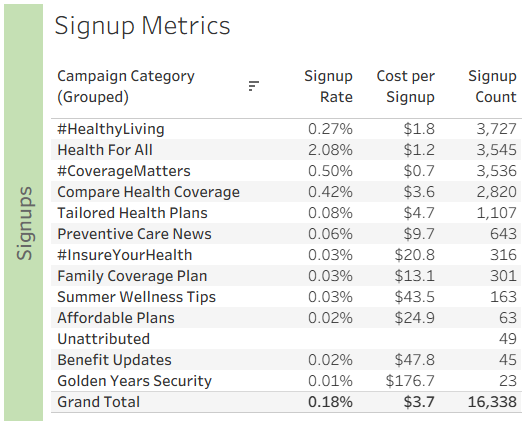 Signups
Signup Metrics
Campaign Category (Grouped) Signup Rate Cost per Signup Signup Count
#HealthyLiving 0.27% $1.8 3,727
Health For All 2.08% $1.2 3,545
#CoverageMatters 0.50% $0.7 3,536
Compare Health Coverage 0.42% $3.6 2,820
Tailored Health Plans 0.08% $4.7 1,107
Preventive Care News 0.06% $9.7 643
#InsureYourHealth 0.03% $20.8 316
Family Coverage Plan 0.03% $13.1 301
Summer Wellness Tips 0.03% $43.5 163
Affordable Plans 0.02% $24.9 63
Unattributed 49
Benefit Updates 0.02% $47.8 45
Golden Years Security 0.01% $176.7 23
Grand Total 0.18% $3.7 16,338